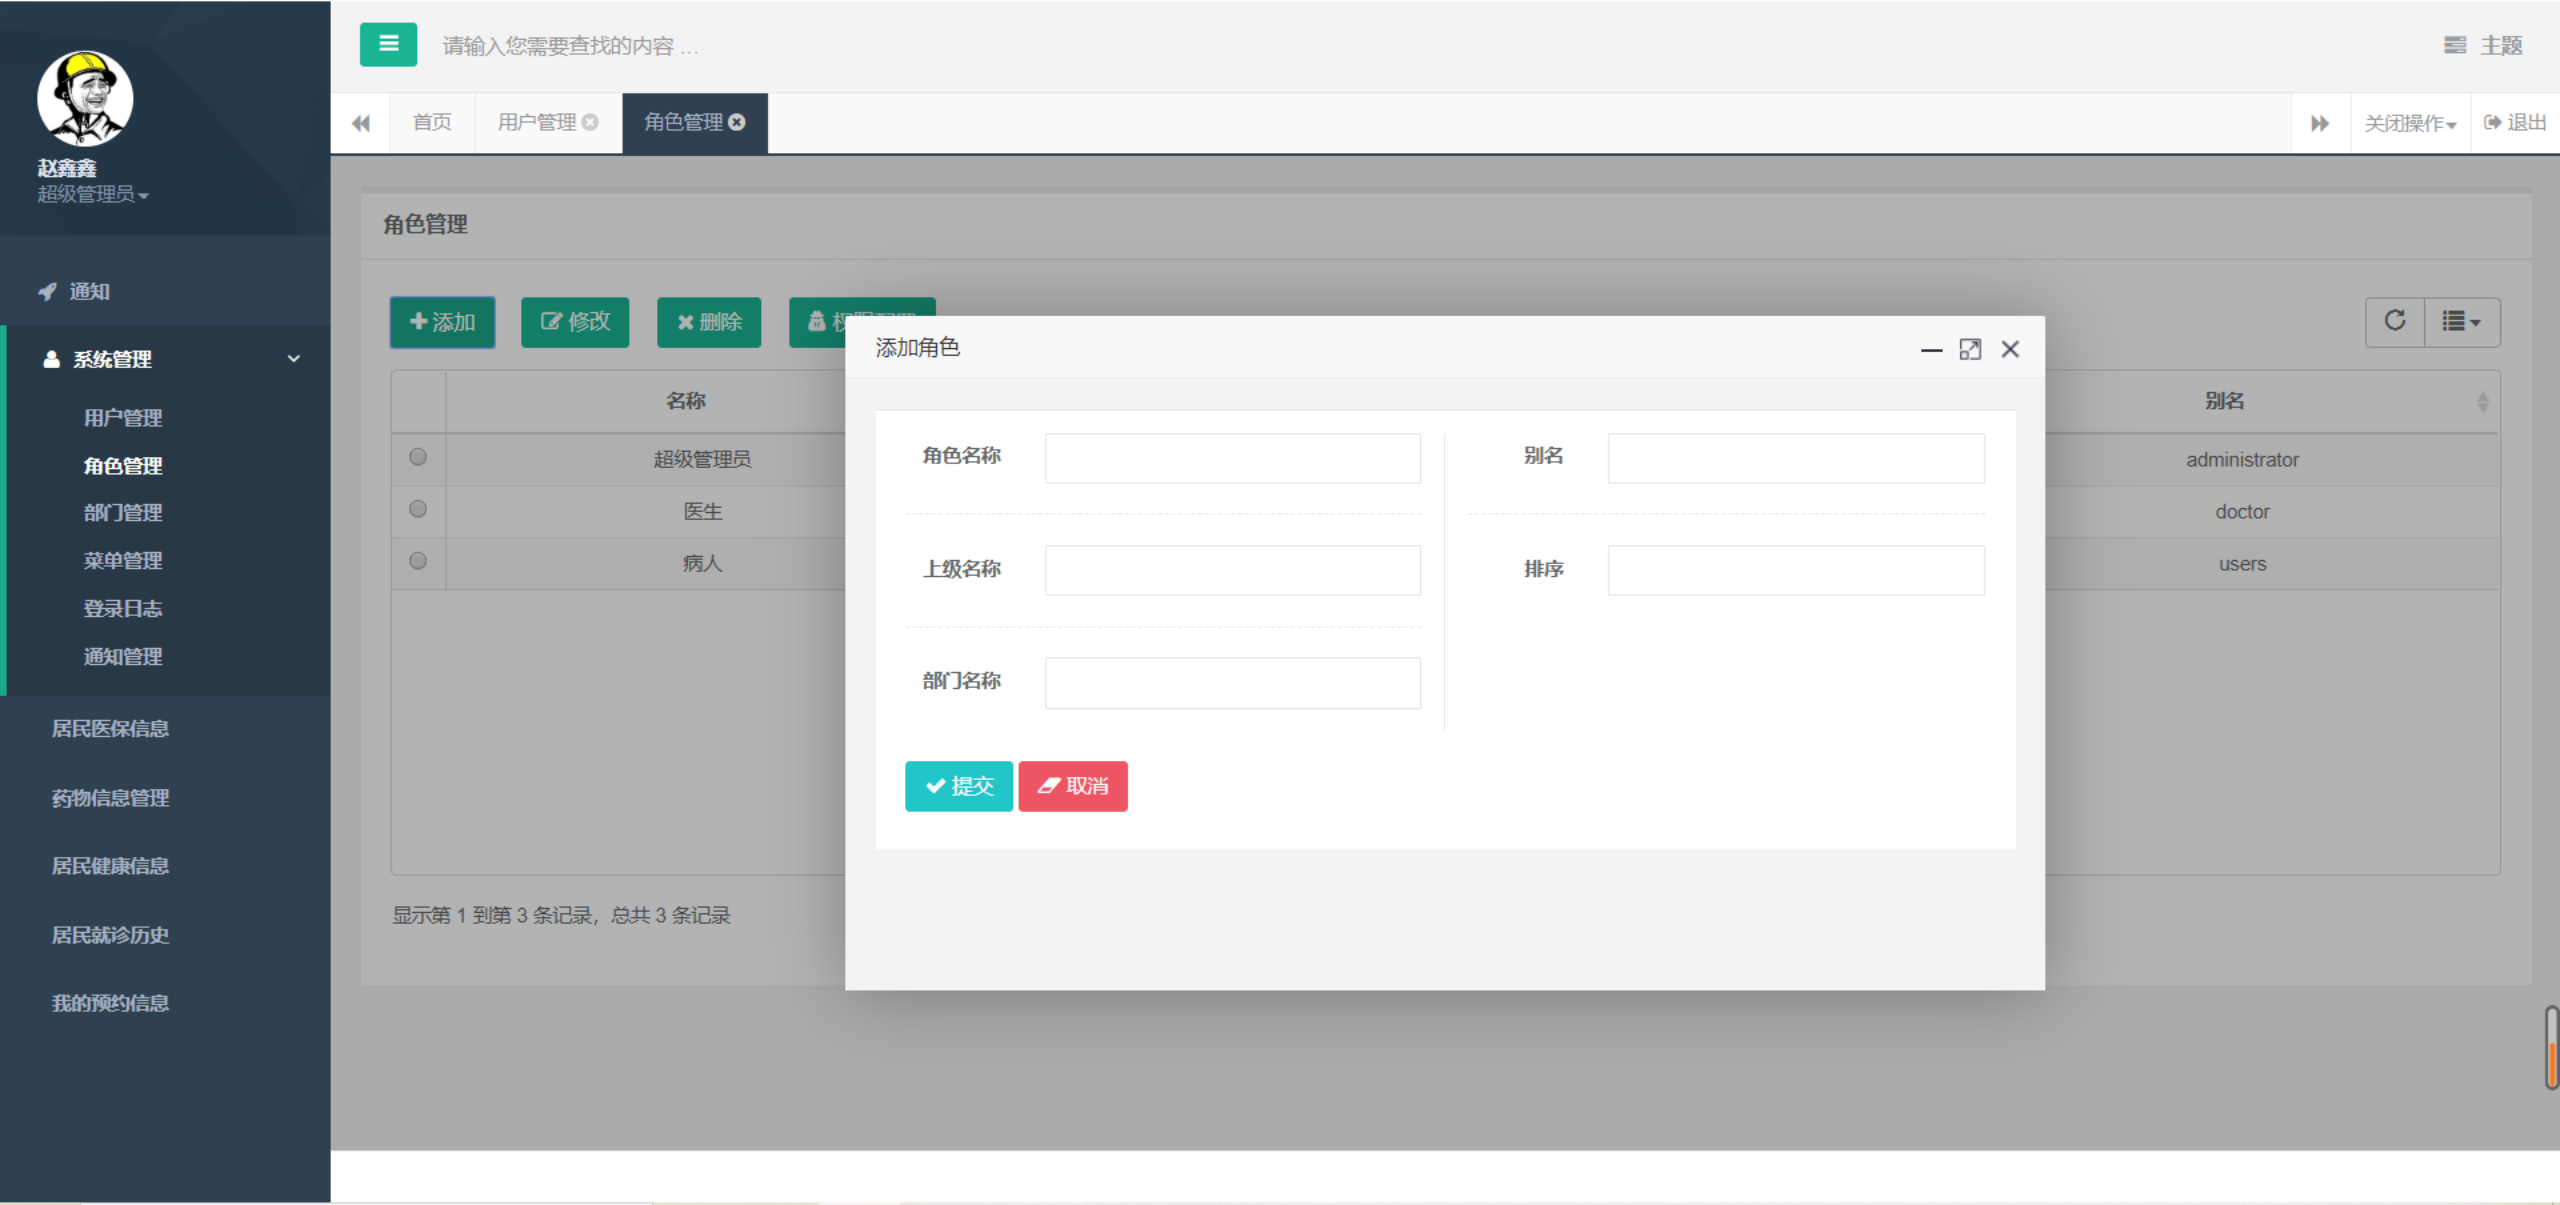 请输入您需要查找的内容 ...
主题
首页
用户管理
角色管理
关闭操作
退出
赵鑫鑫
超级管理员
通知
系统管理
用户管理
角色管理
部门管理
菜单管理
登录日志
通知管理
居民医保信息
药物信息管理
居民健康信息
居民就诊历史
我的预约信息
角色管理
添加
修改
删除
名称
别名
超级管理员
administrator
医生
doctor
病人
users
显示第 1 到第 3 条记录，总共 3 条记录
添加角色
角色名称
别名
上级名称
排序
部门名称
提交
取消